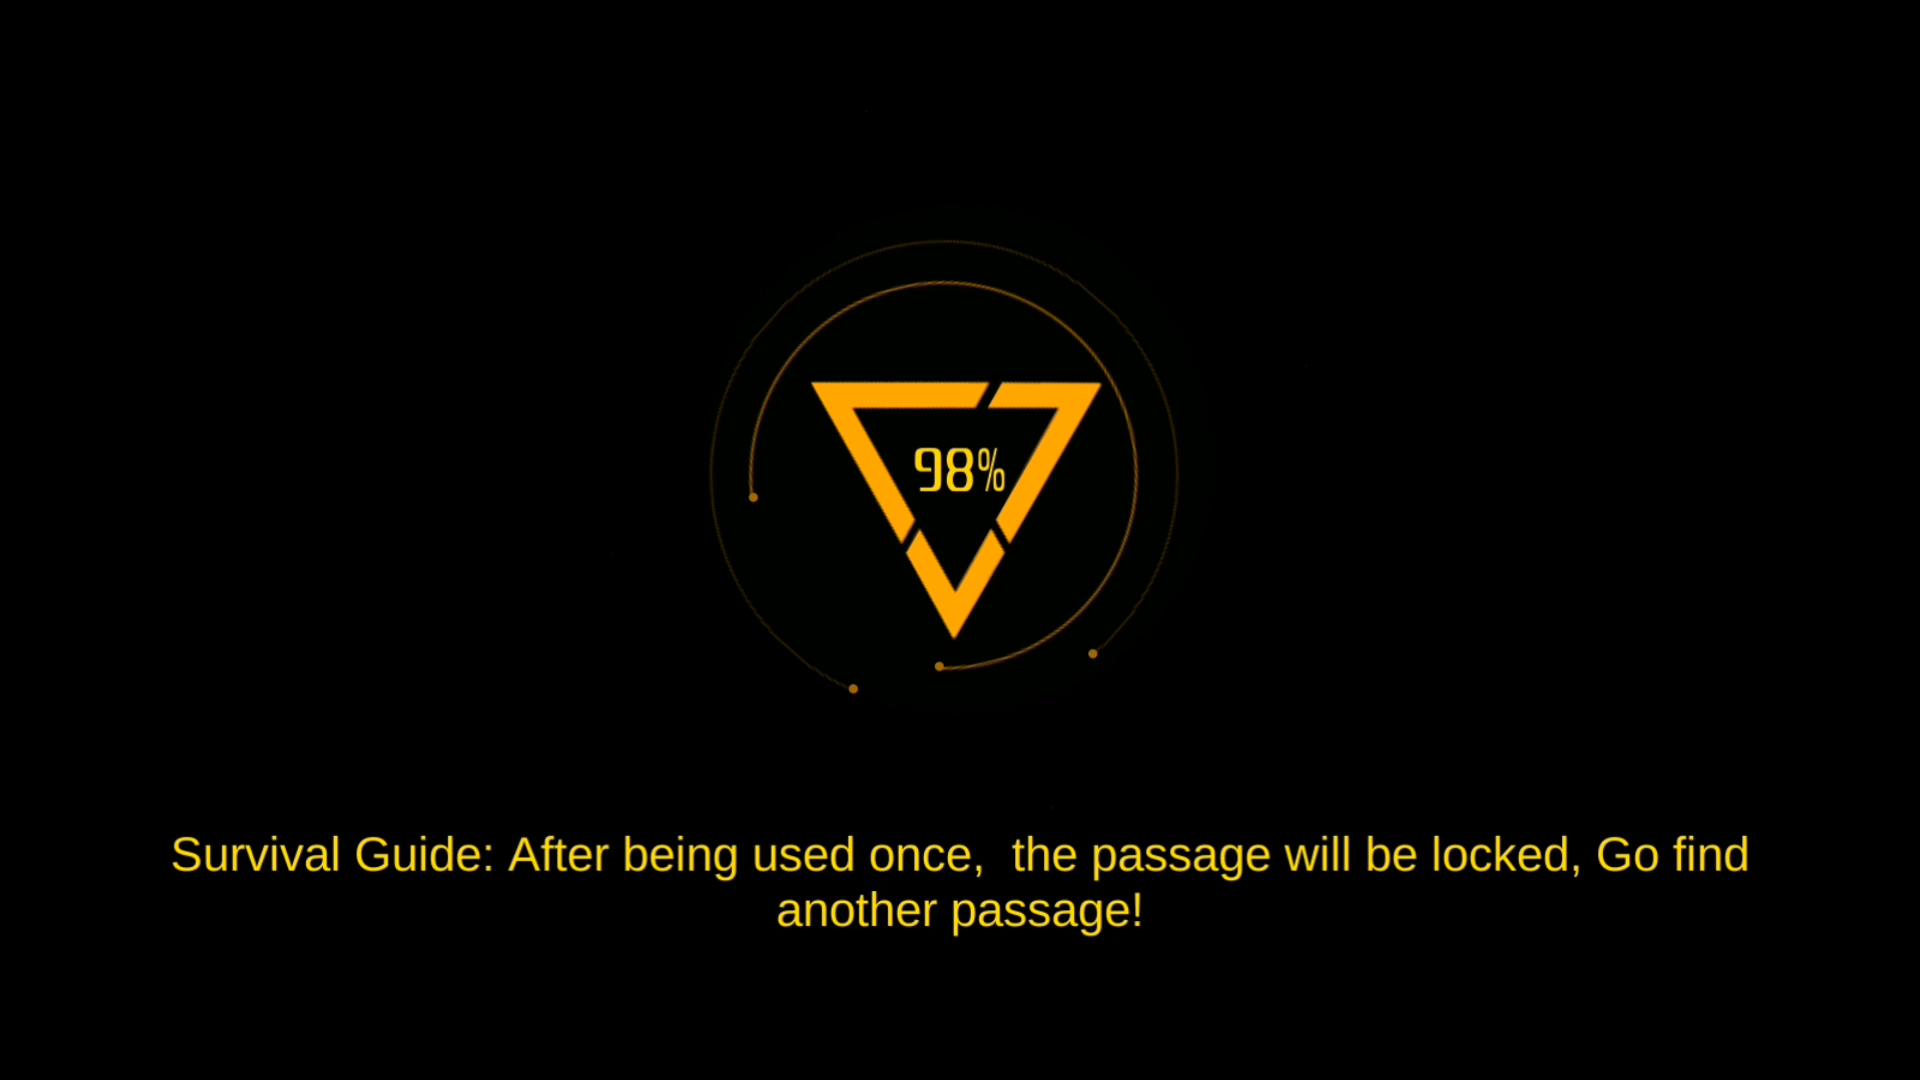 98%
Survival Guide: After being used once,  the passage will be locked, Go find
another passage!